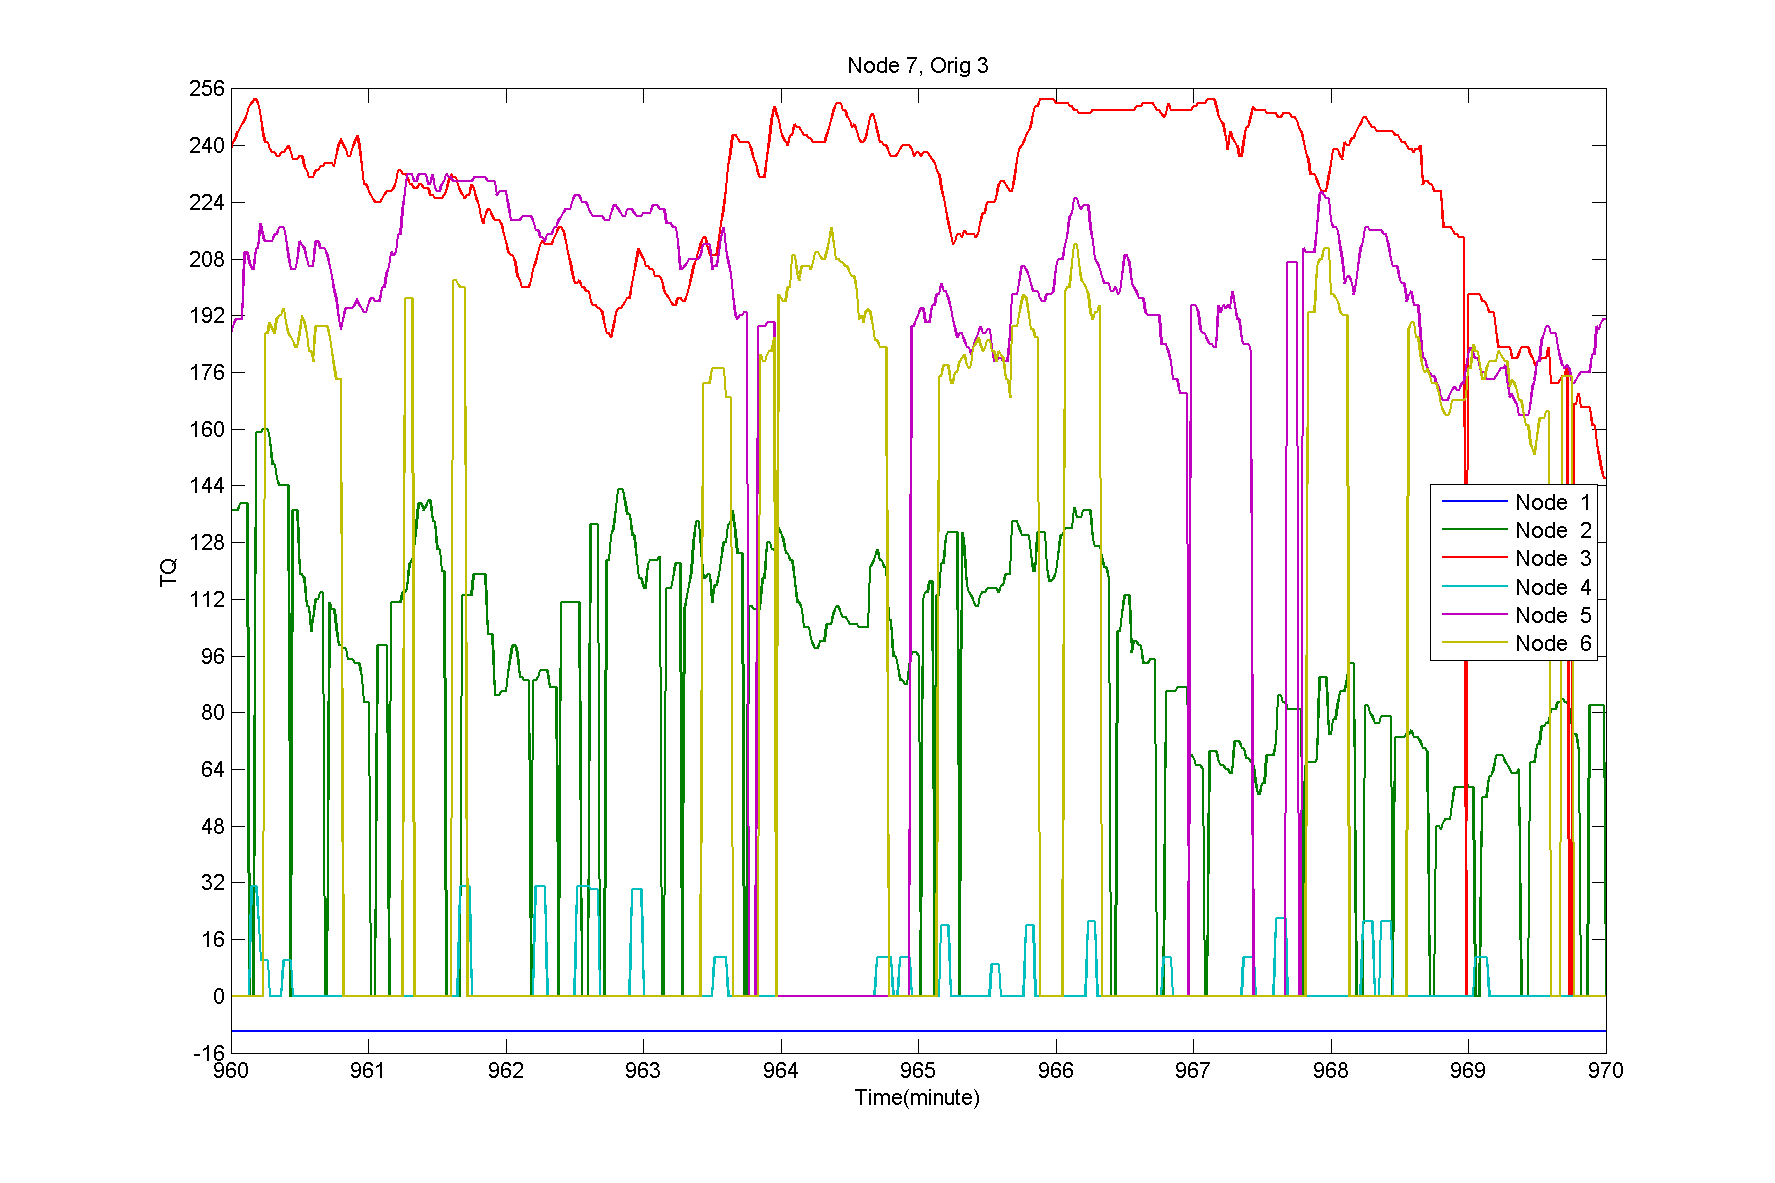 Node 7, Orig 3
256
240
224
208
192
176
160
144
128
112
96
80
64
48
32
16
0
-16
TQ
Node 1
Node 2
Node 3
Node 4
Node 5
Node 6
960 961 962 963 964 965 966 967 968 969 970
Time(minute)